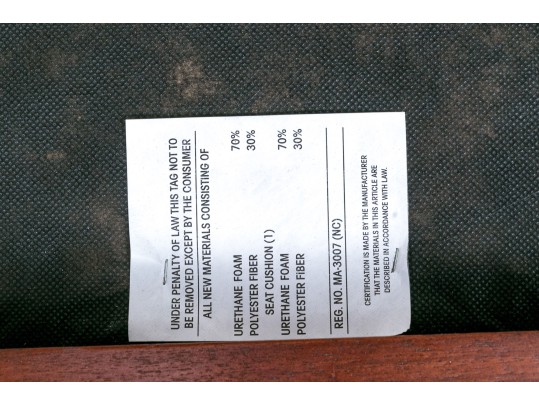 UNDER PENALTY OF LAW THIS TAG NOT TO
BE REMOVED EXCEPT BY THE CONSUMER
ALL NEW MATERIALS CONSISTING OF
URETHANE FOAM 70%
POLYESTER FIBER 30%
SEAT CUSHION (1)
URETHANE FOAM 70%
POLYESTER FIBER 30%
REG. NO. MA-3007 (NC)
CERTIFICATION IS MADE BY THE MANUFACTURER
THAT THE MATERIALS IN THIS ARTICLE ARE
DESCRIBED IN ACCORDANCE WITH LAW.